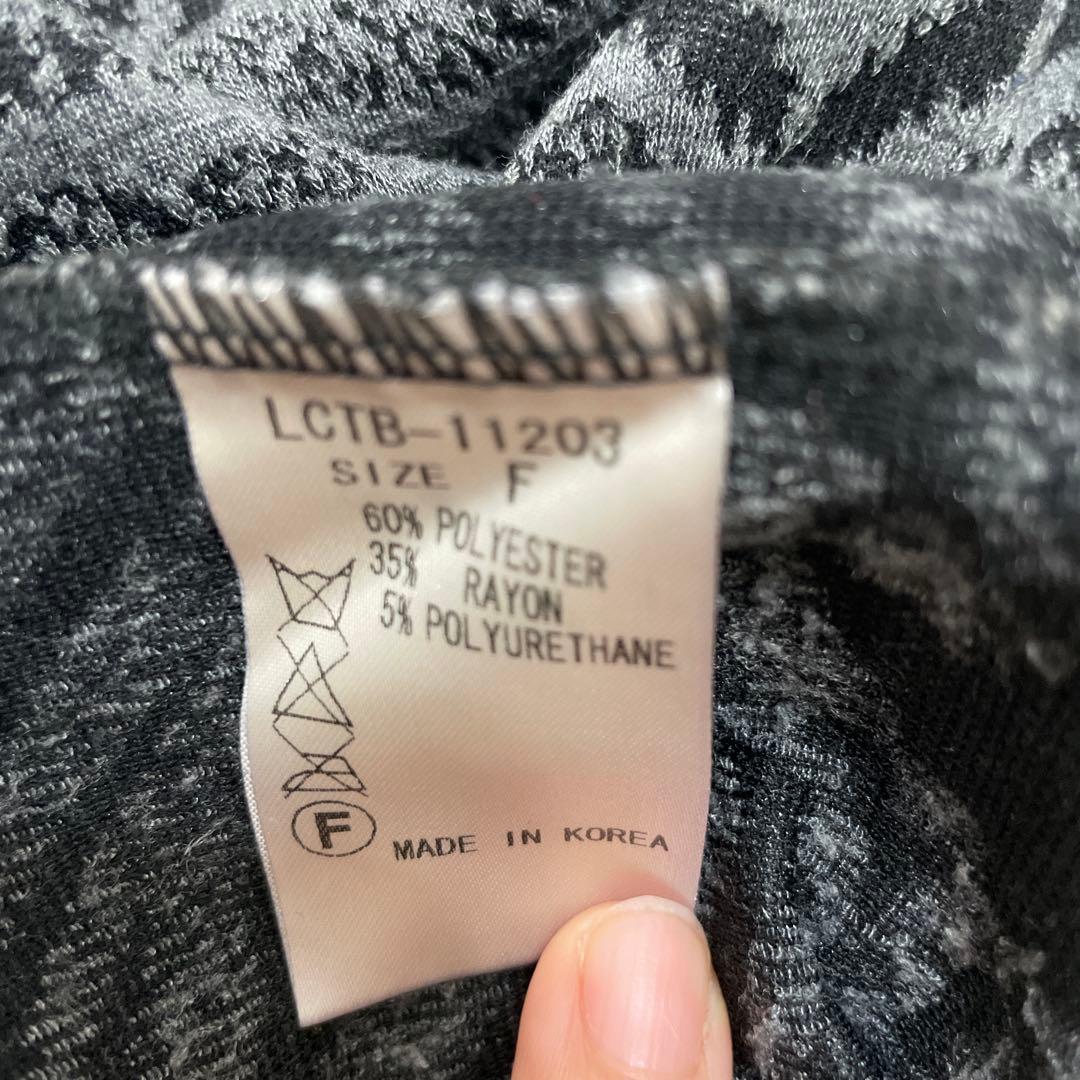 LCTB-11203
SIZE F
60% POLYESTER
35% RAYON
5% POLYURETHANE
F
MADE IN KOREA